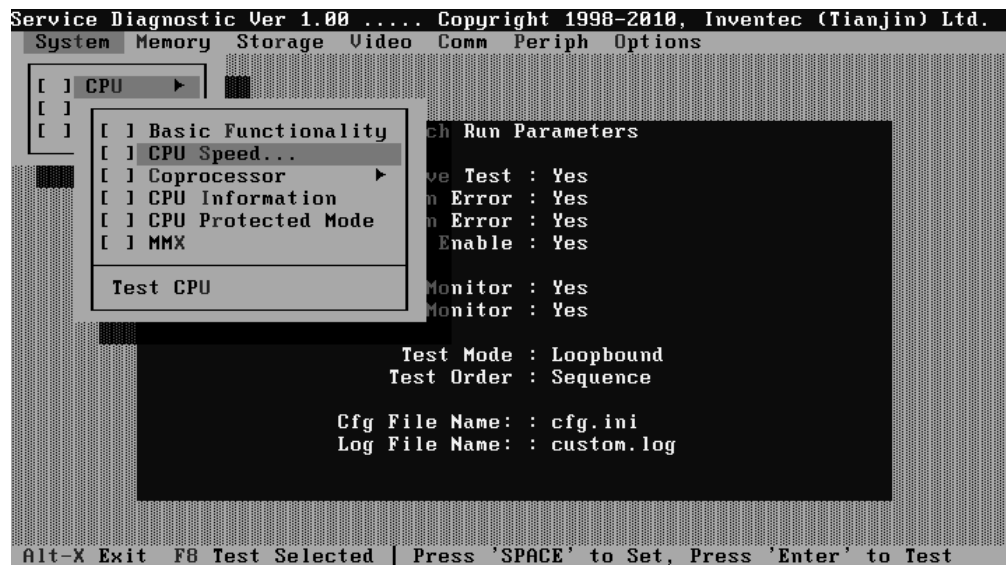 Service Diagnostic Ver 1.00 ..... Copyright 1998-2010, Inventec (Tianjin) Ltd.
System Memory Storage Video Comm Periph Options
[ ] CPU ►
[ ]
[ ]
[ ] Basic Functionality
[ ] CPU Speed...
[ ] Coprocessor ►
[ ] CPU Information
[ ] CPU Protected Mode
[ ] MMX
Test CPU
ch Run Parameters
ve Test : Yes
n Error : Yes
n Error : Yes
Enable : Yes
Monitor : Yes
Monitor : Yes
Test Mode : Loopbound
Test Order : Sequence
Cfg File Name: : cfg.ini
Log File Name: : custom.log
Alt-X Exit F8 Test Selected | Press 'SPACE' to Set, Press 'Enter' to Test